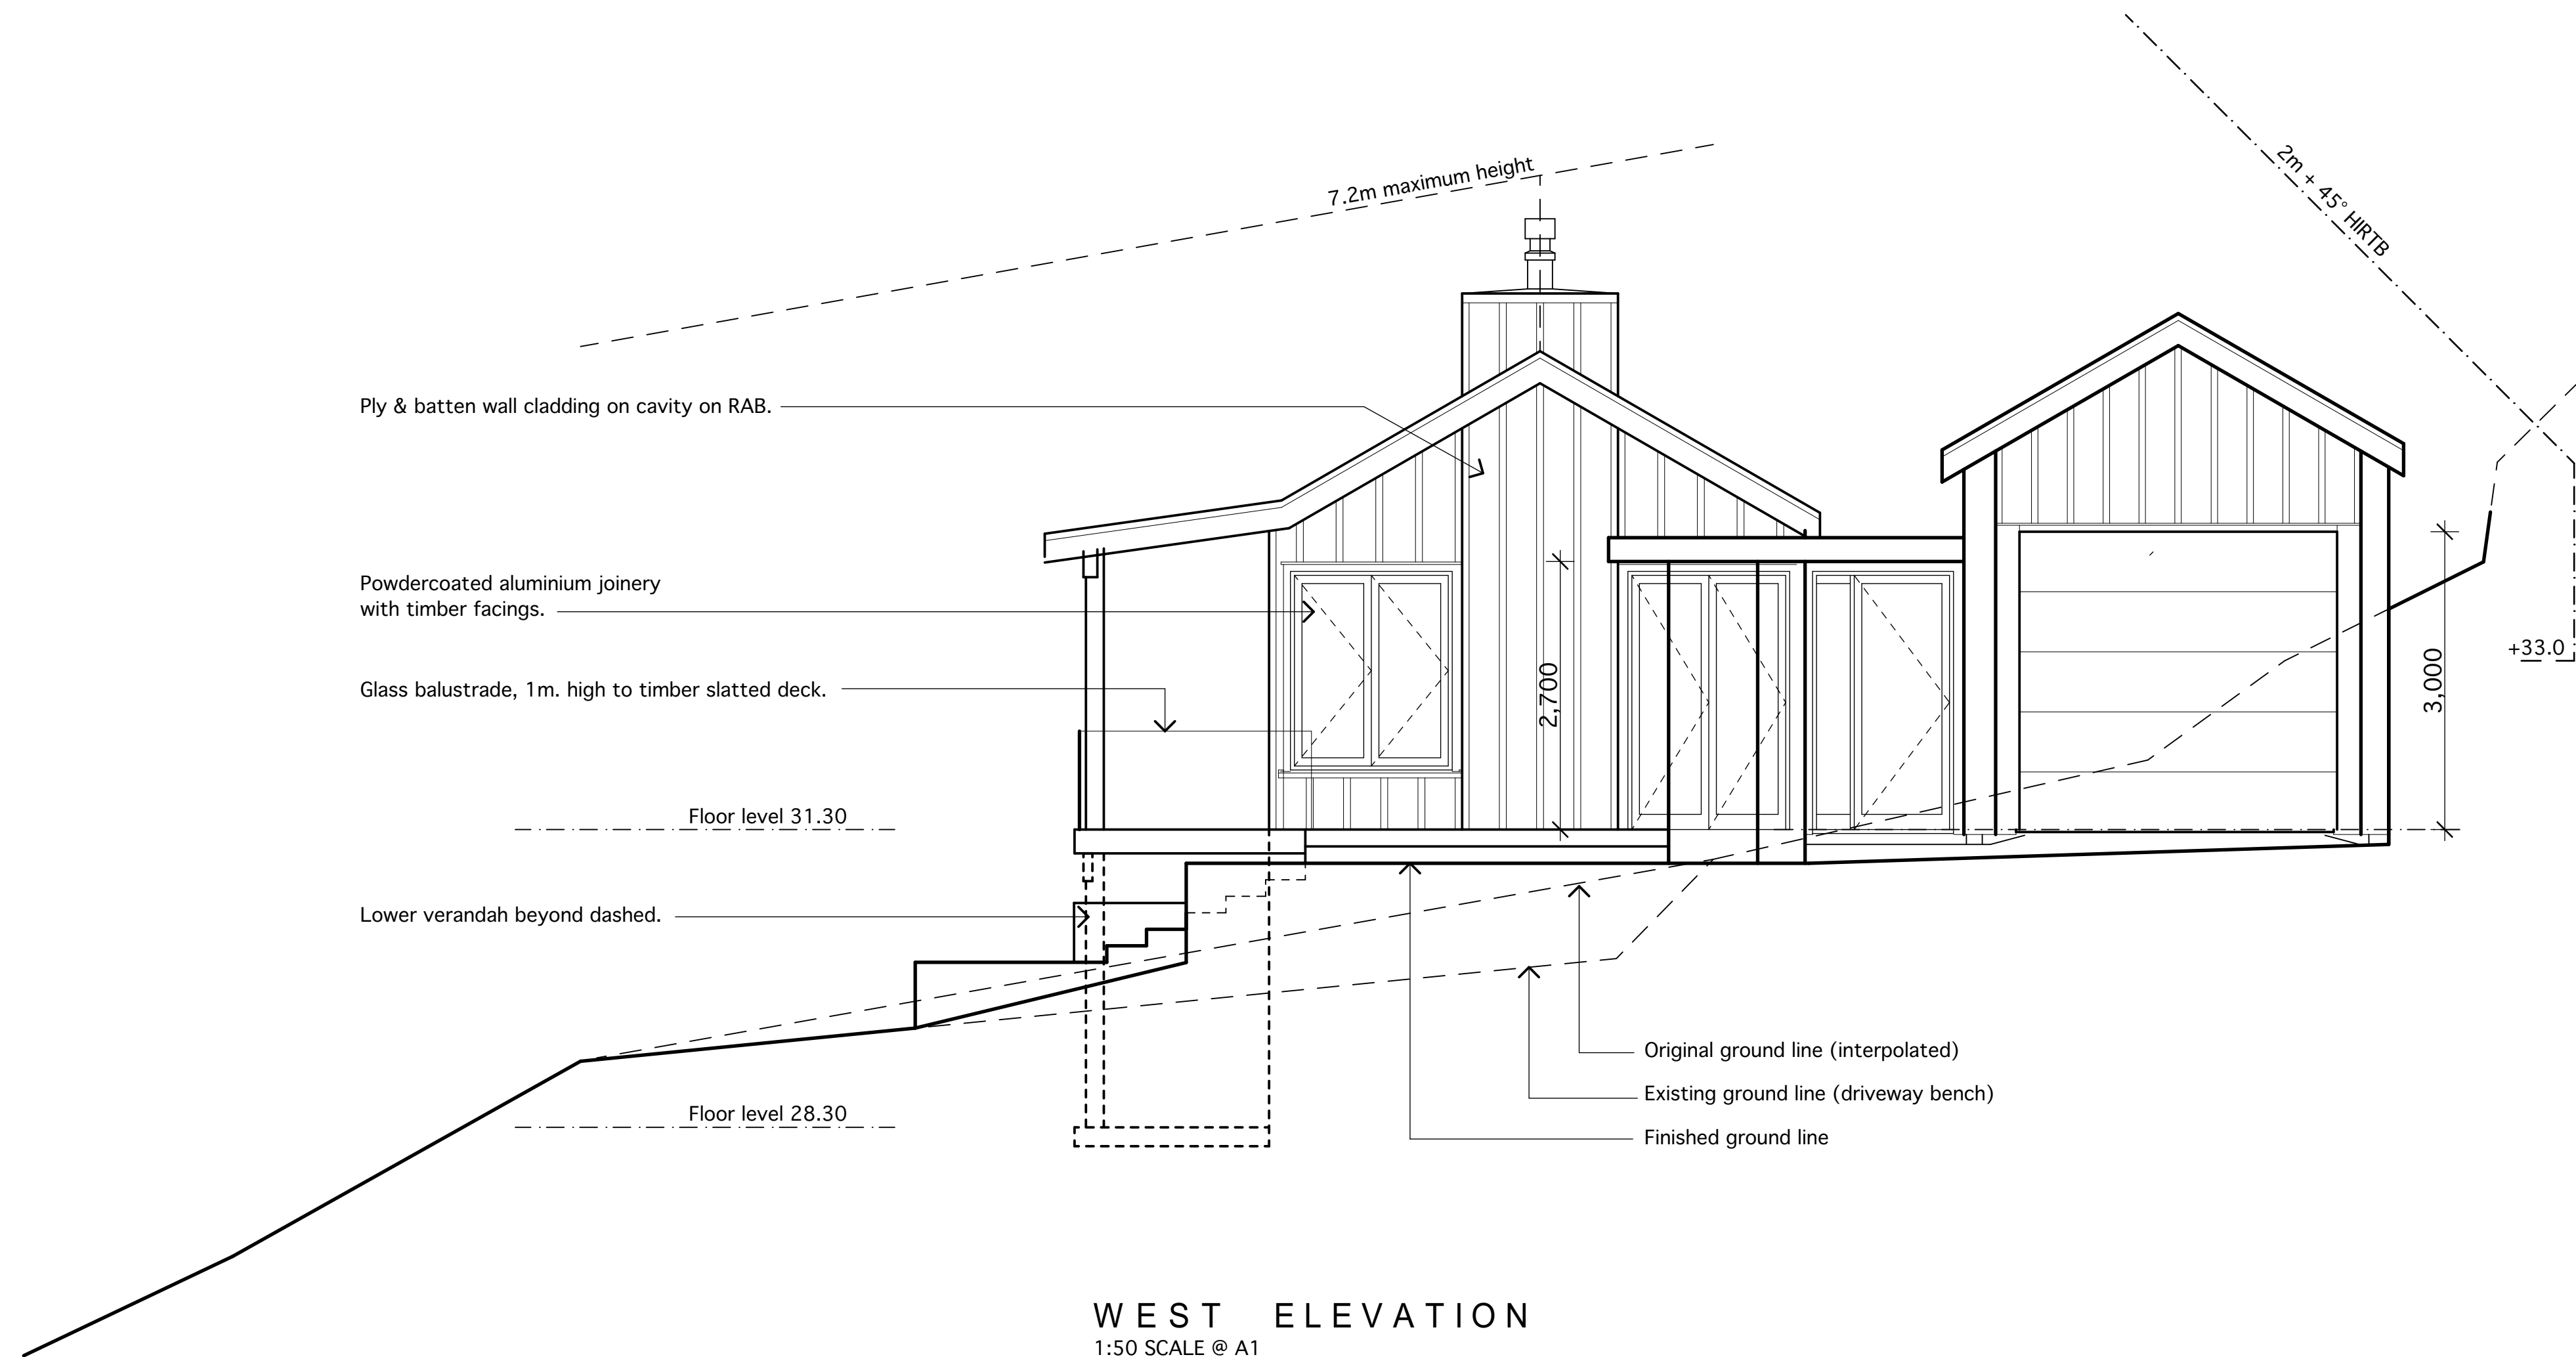 7.2m maximum height
2m + 45° HIRTB
Ply & batten wall cladding on cavity on RAB.
Powdercoated aluminium joinery
with timber facings.
+33.0
3,000
2,700
Glass balustrade, 1m. high to timber slatted deck.
Floor level 31.30
Lower verandah beyond dashed.
Original ground line (interpolated)
Existing ground line (driveway bench)
Floor level 28.30
Finished ground line
WEST ELEVATION
1:50 SCALE @ A1